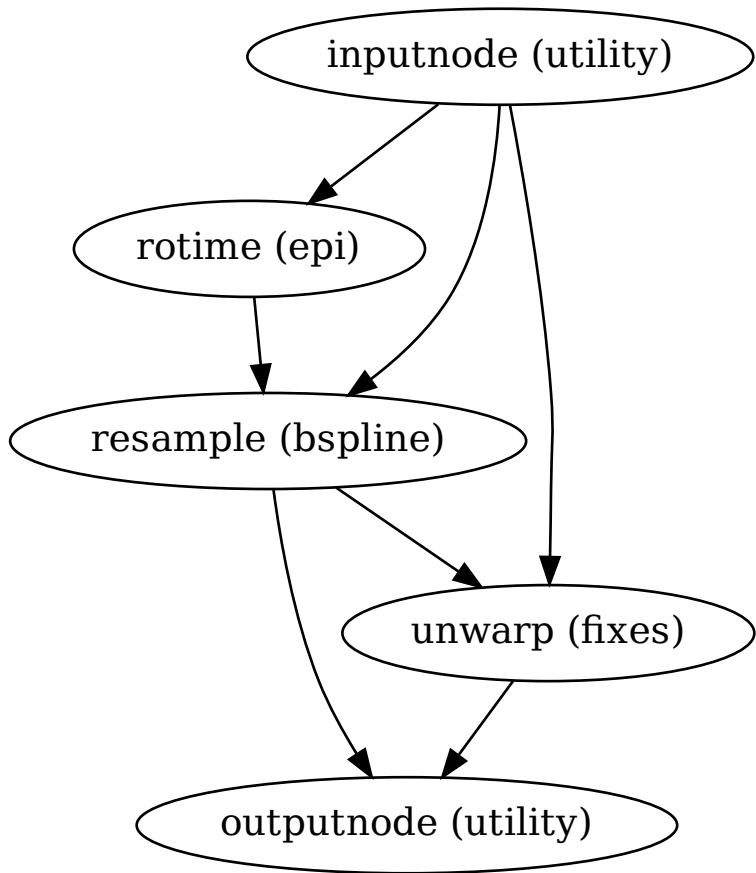 inputnode (utility)
rotime (epi)
resample (bspline)
unwarp (fixes)
outputnode (utility)